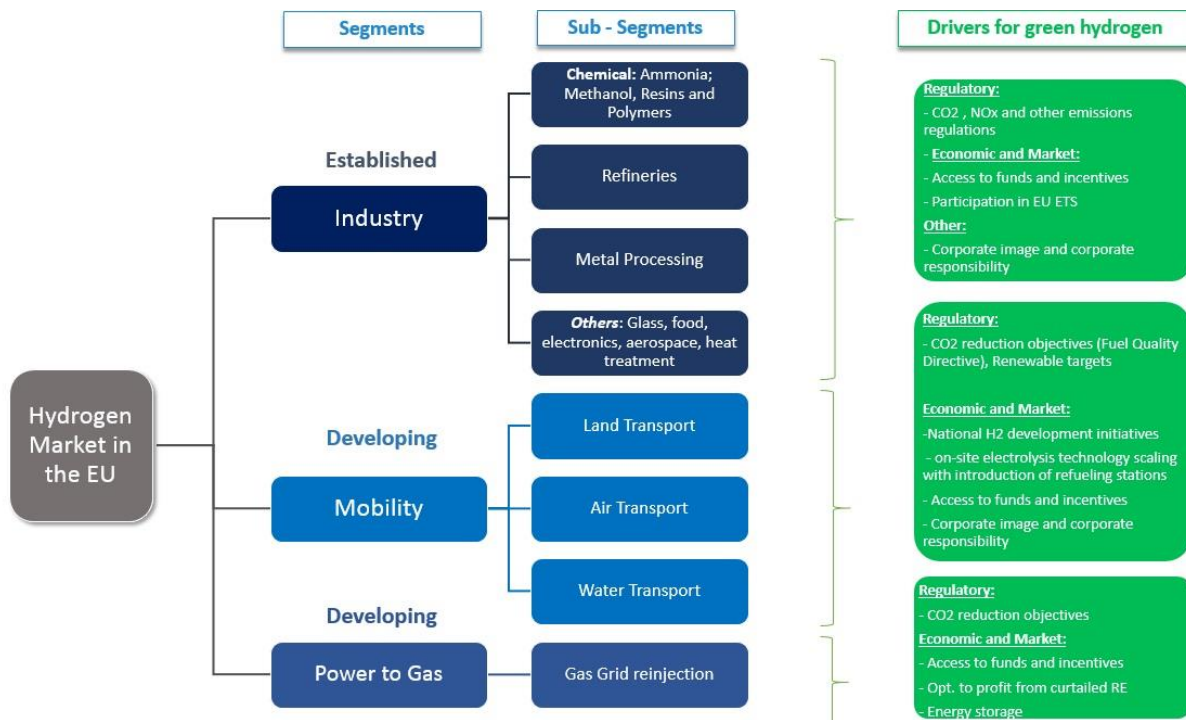 Segments
Sub - Segments
Drivers for green hydrogen
Hydrogen
Market in
the EU
Established
Industry
Chemical: Ammonia;
Methanol, Resins and
Polymers
Refineries
Metal Processing
Others: Glass, food,
electronics, aerospace, heat
treatment
Regulatory:
- CO2 , NOx and other emissions
regulations
- Economic and Market:
- Access to funds and incentives
- Participation in EU ETS
Other:
- Corporate image and corporate
responsibility
Developing
Mobility
Land Transport
Air Transport
Water Transport
Regulatory:
- CO2 reduction objectives (Fuel Quality
Directive), Renewable targets
Economic and Market:
-National H2 development initiatives
- on-site electrolysis technology scaling
with introduction of refueling stations
- Access to funds and incentives
- Corporate image and corporate
responsibility
Developing
Power to Gas
Gas Grid reinjection
Regulatory:
- CO2 reduction objectives
Economic and Market:
- Access to funds and incentives
- Opt. to profit from curtailed RE
- Energy storage